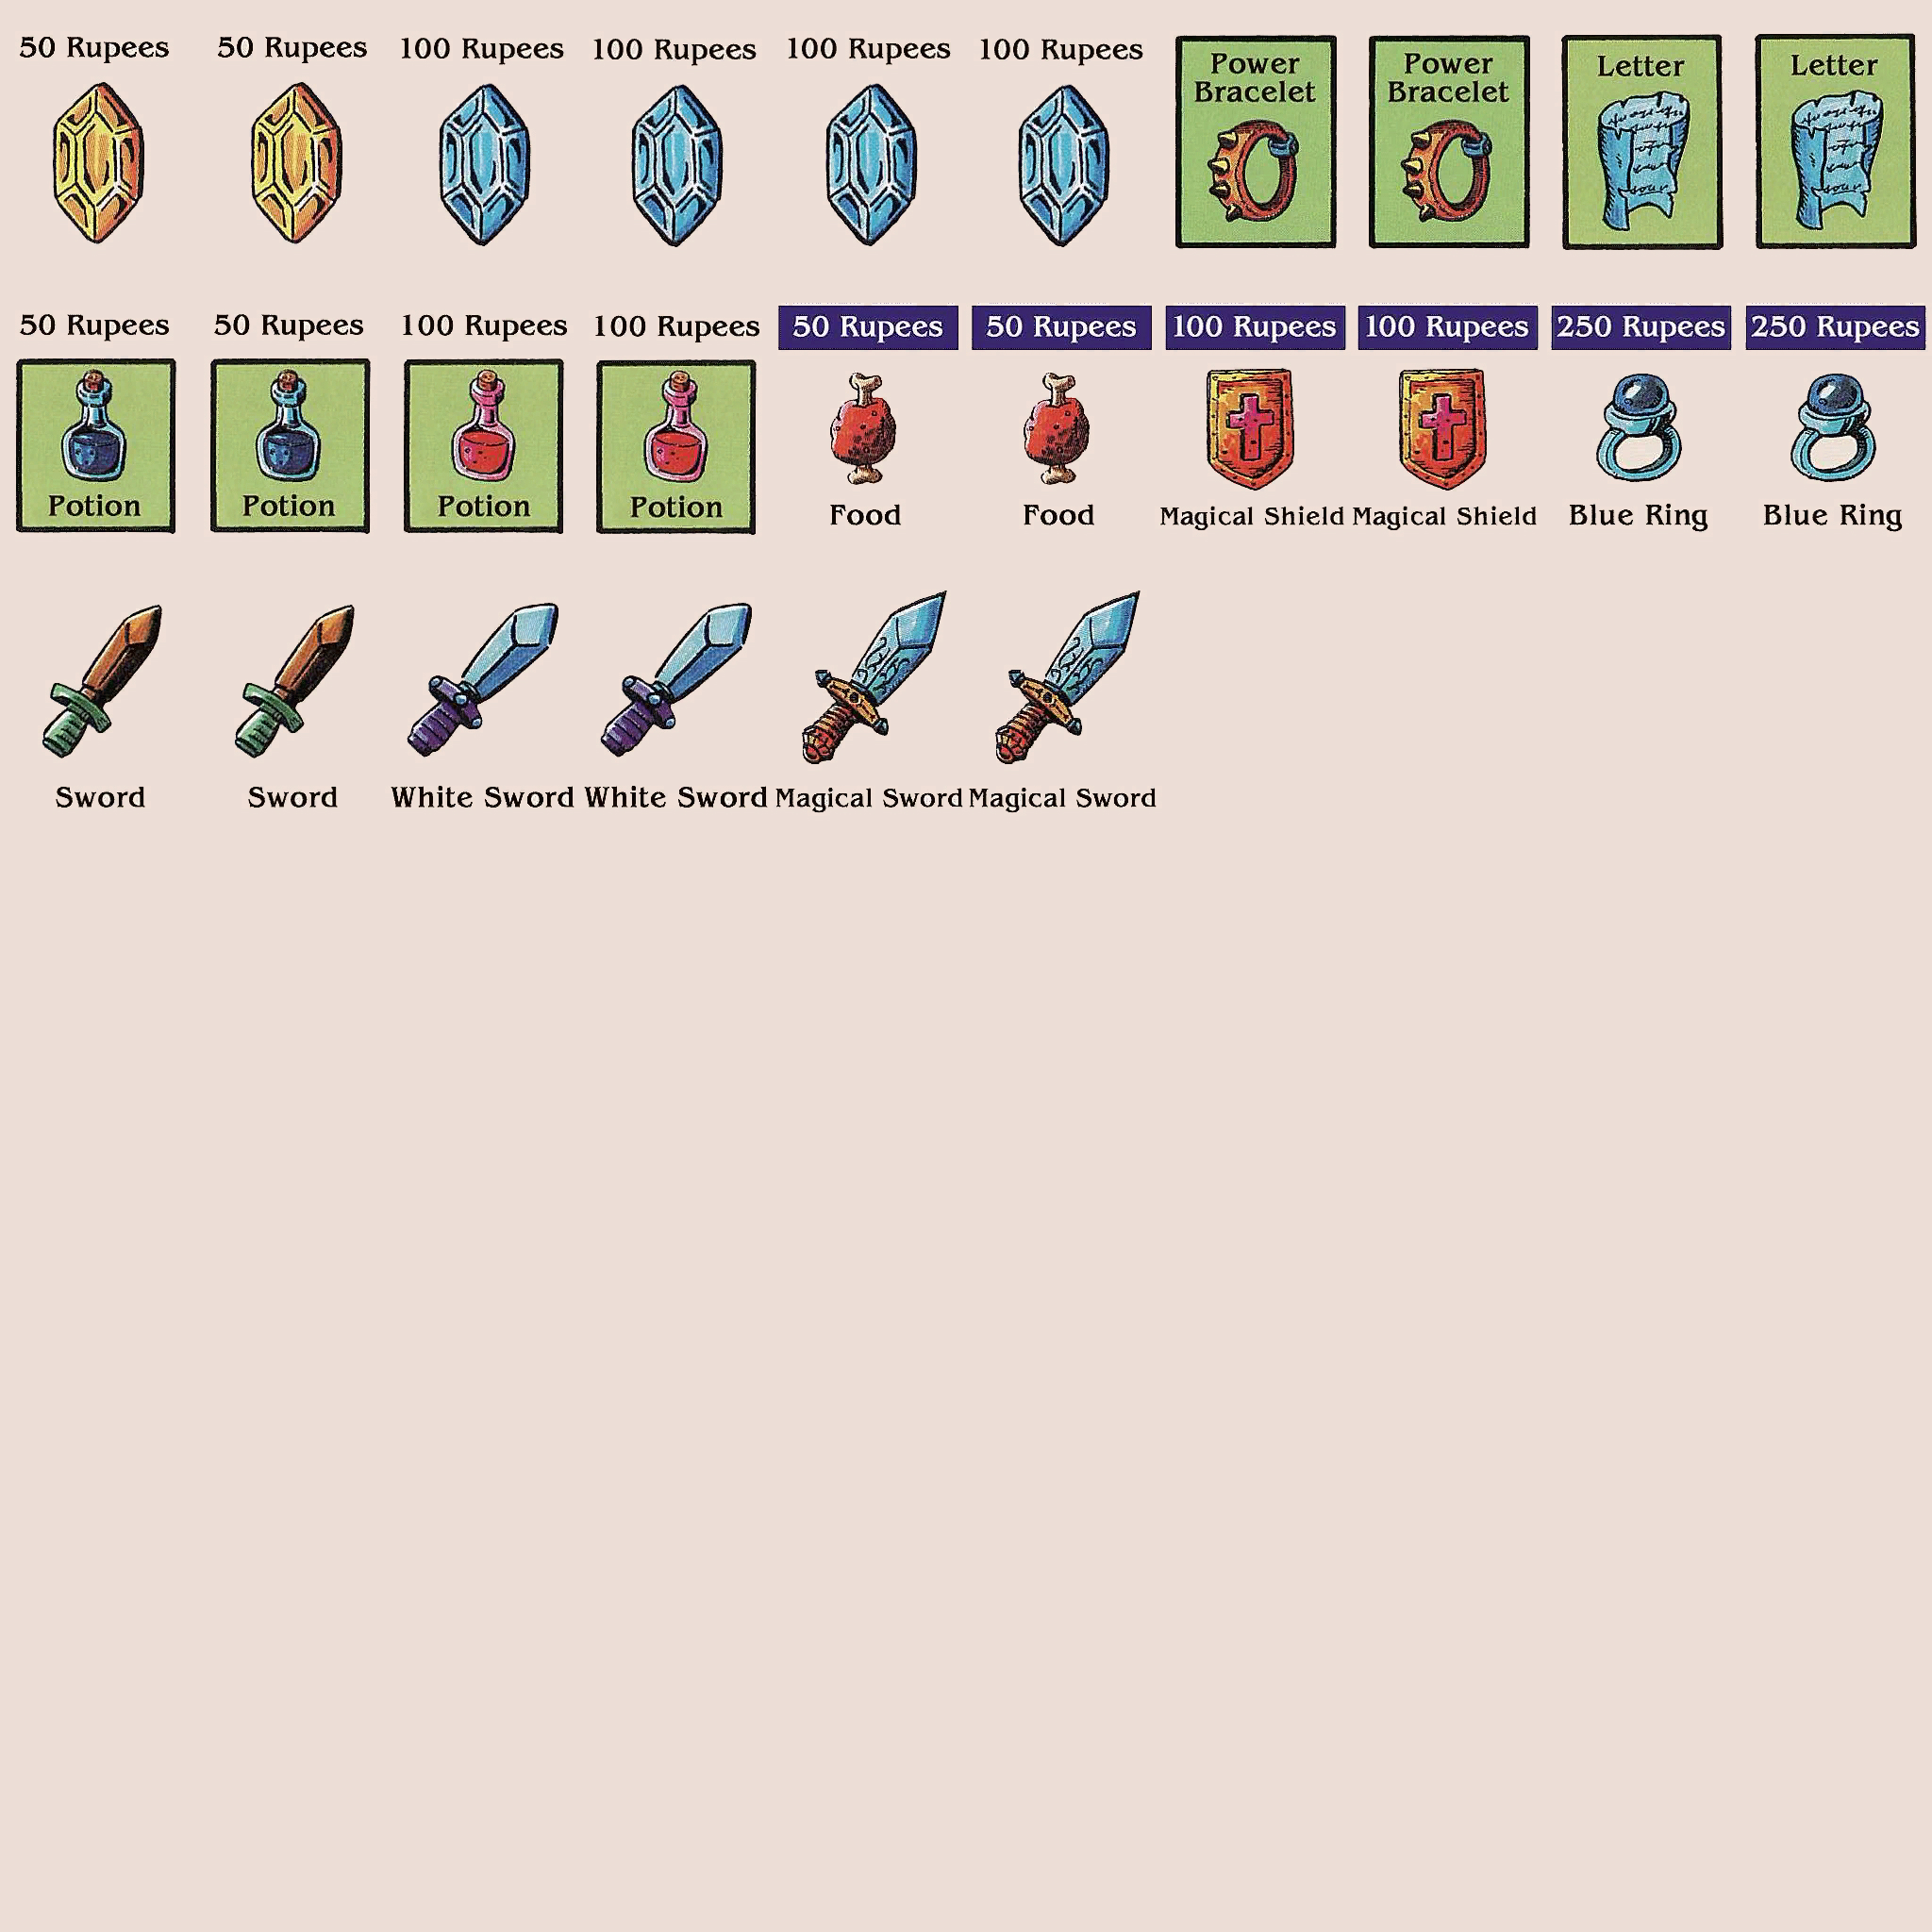 50 Rupees 50 Rupees 100 Rupees 100 Rupees 100 Rupees 100 Rupees
Power Bracelet
Power Bracelet
Letter
Letter
50 Rupees 50 Rupees 100 Rupees 100 Rupees 50 Rupees 50 Rupees 100 Rupees 100 Rupees 250 Rupees 250 Rupees
Potion Potion Potion Potion Food Food Magical Shield Magical Shield Blue Ring Blue Ring
Sword Sword White Sword White Sword Magical Sword Magical Sword